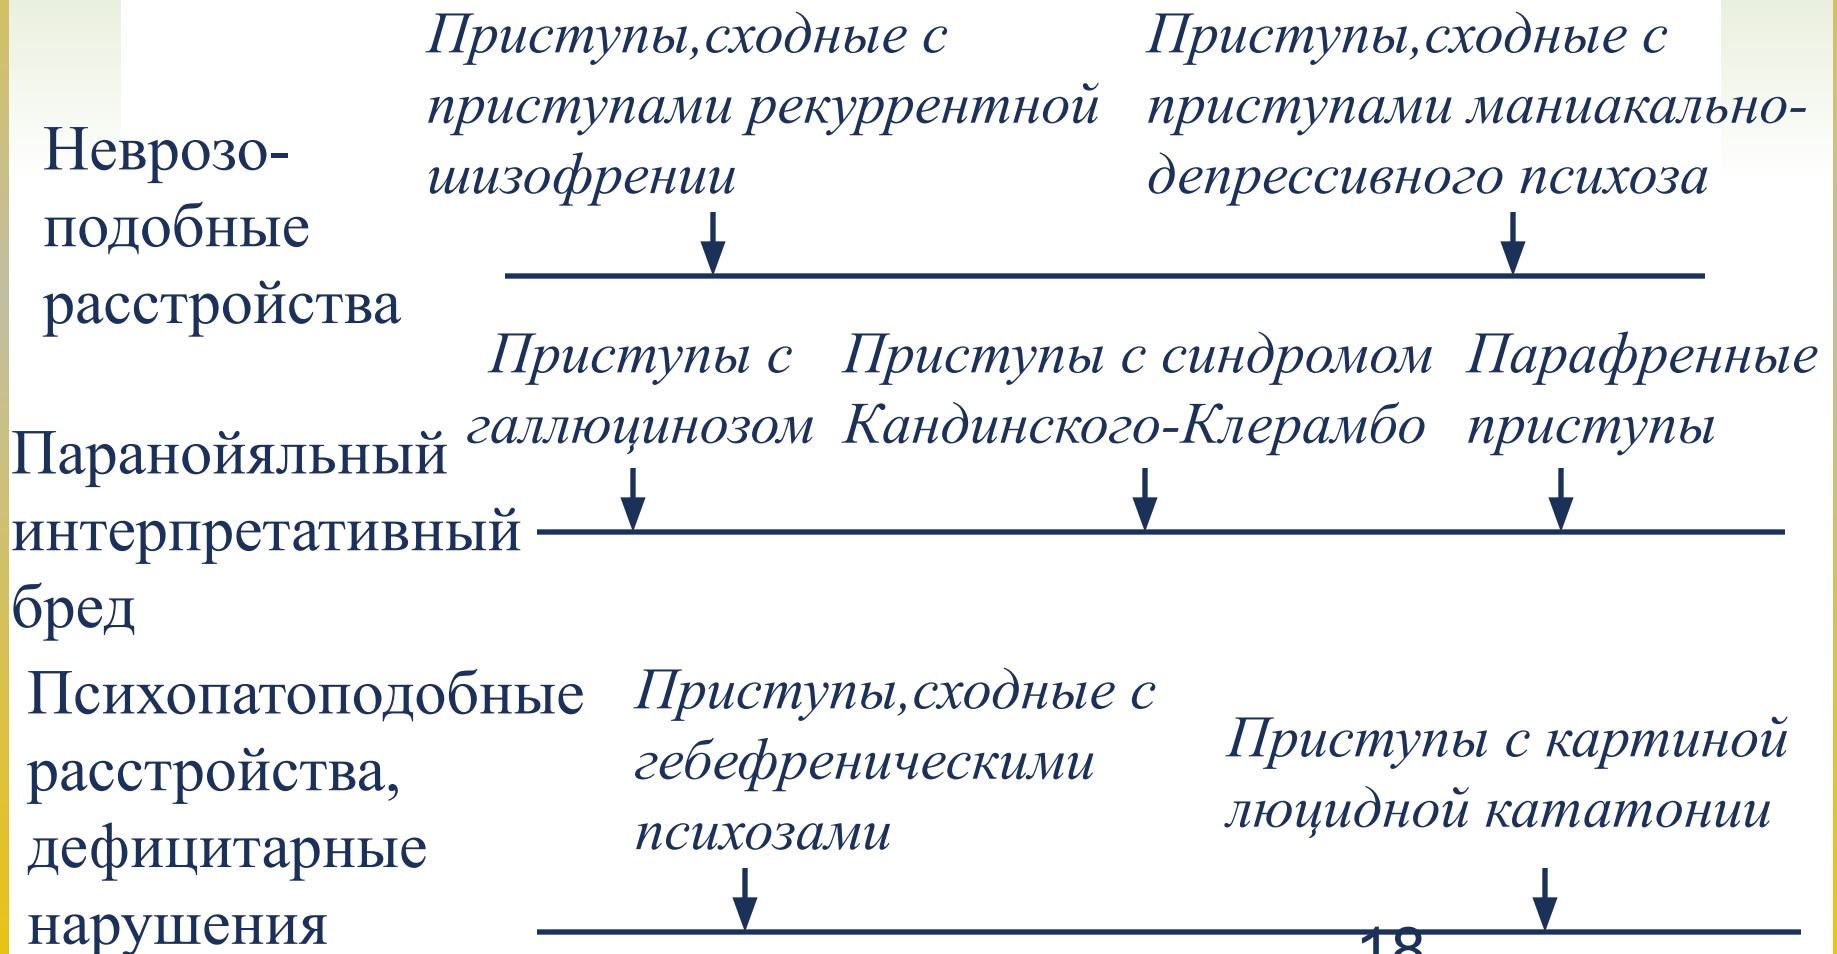 Приступы,сходные с
приступами рекуррентной
шизофрении
Приступы,сходные с
приступами маниакально-
депрессивного психоза
Неврозо-
подобные
расстройства
Приступы с
галлюцинозом
Приступы с синдромом
Кандинского-Клерамбо
Парафренные
приступы
Паранойяльный
интерпретативный
бред
Психопатоподобные
расстройства,
дефицитарные
нарушения
Приступы,сходные с
гебефреническими
психозами
Приступы с картиной
люцидной кататонии
18